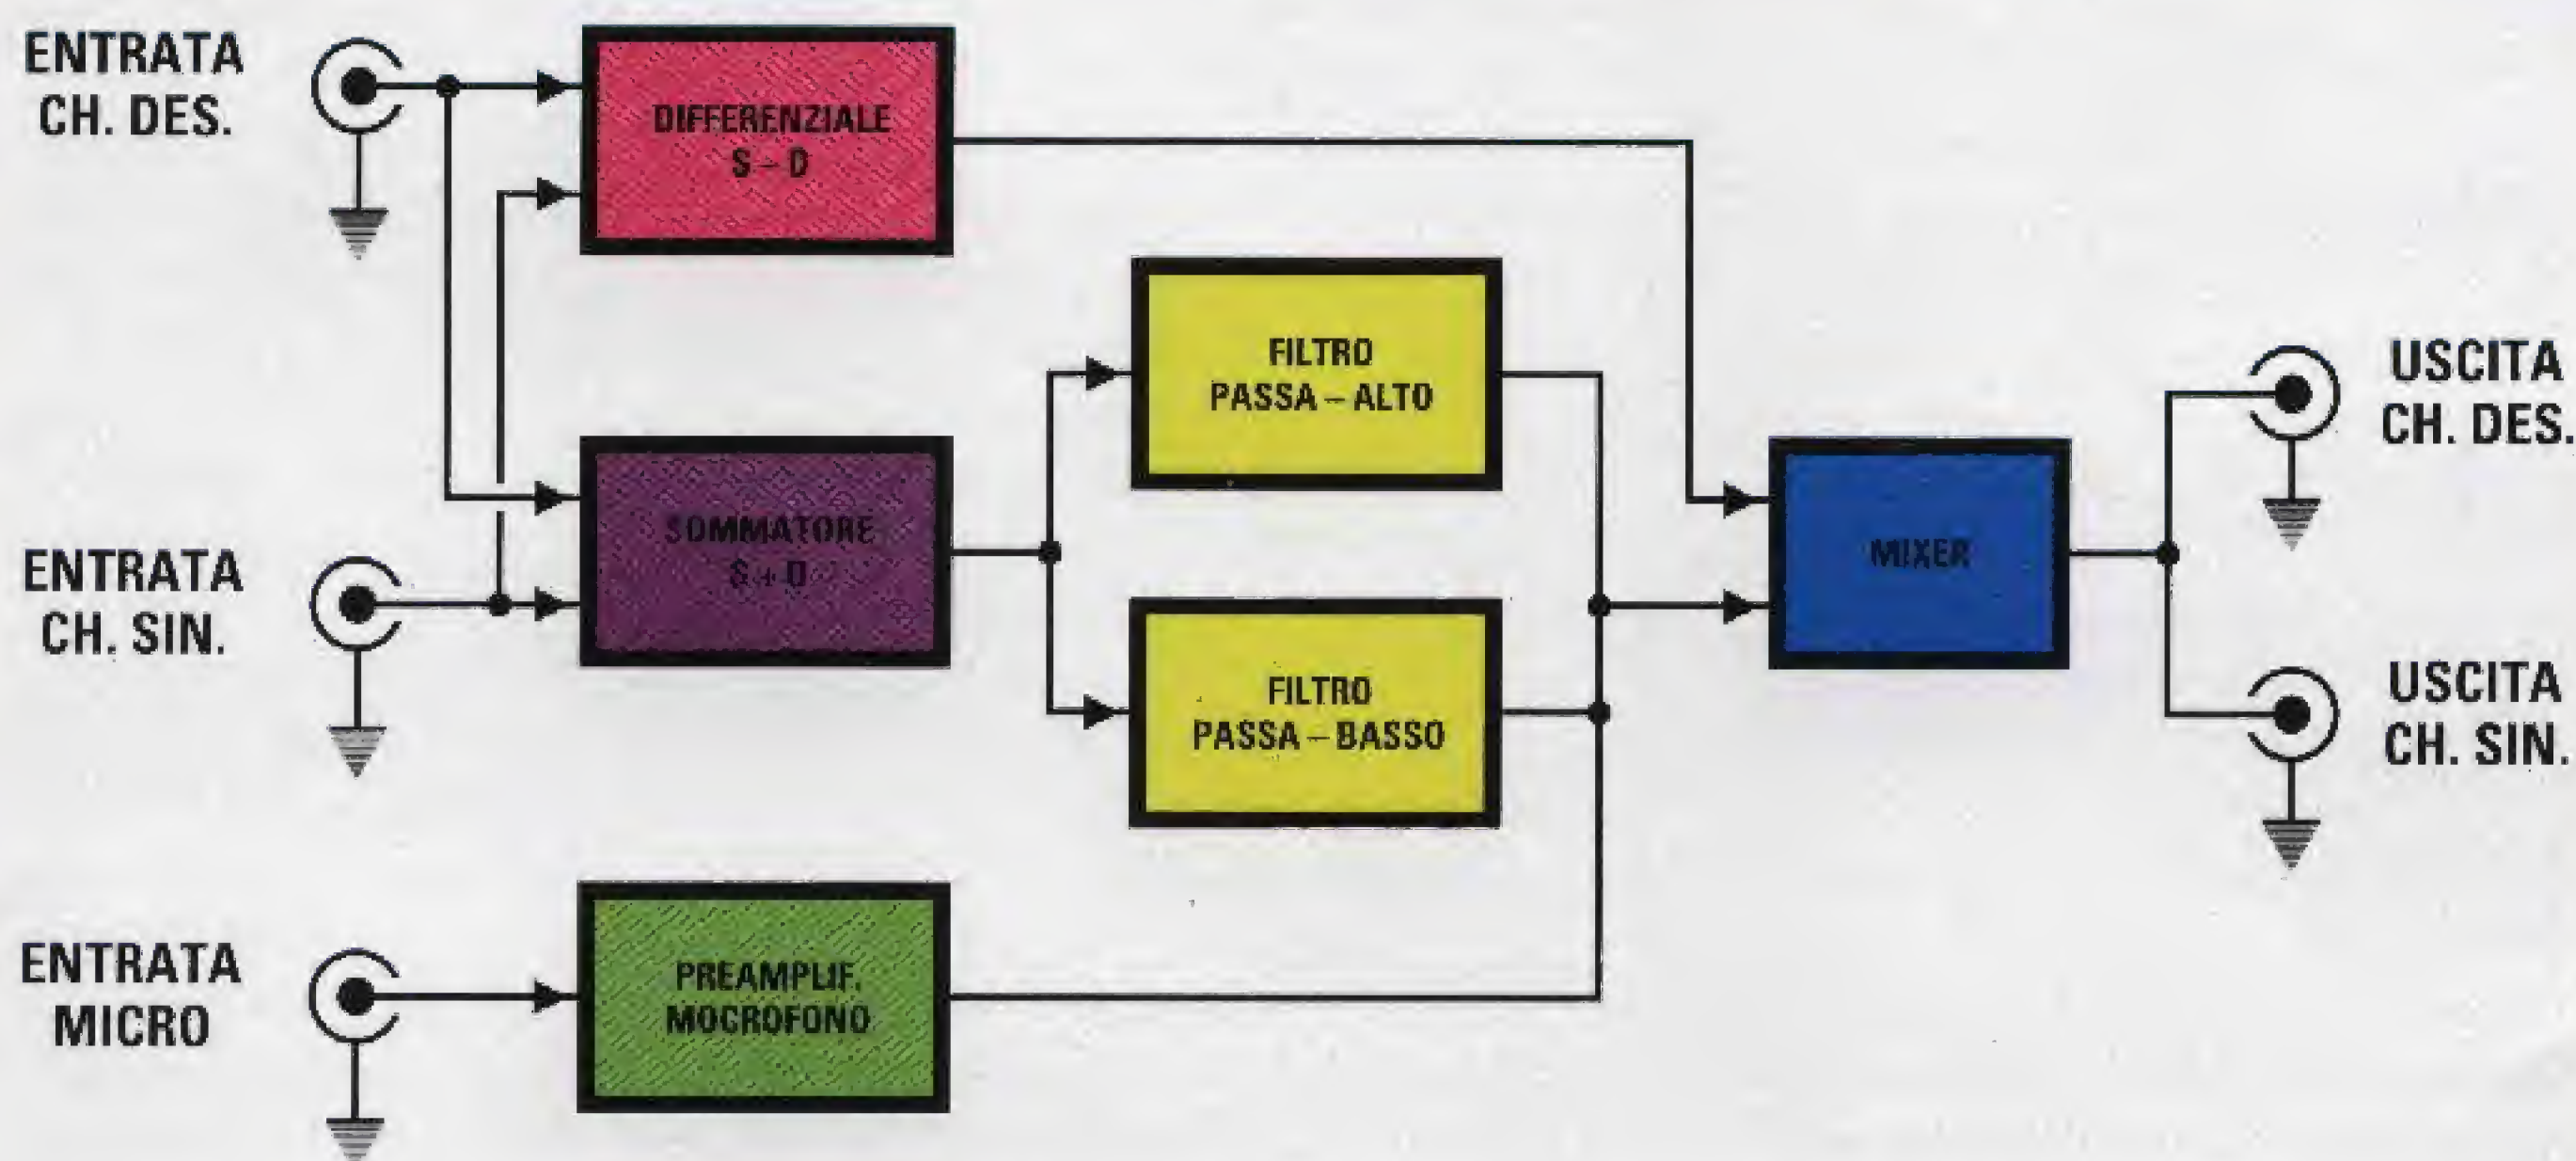 ENTRATA
CH. DES.
DIFFERENZIALE
S – D
FILTRO
PASSA – ALTO
USCITA
CH. DES.
ENTRATA
CH. SIN.
SOMMATORE
S + D
MIXER
FILTRO
PASSA – BASSO
USCITA
CH. SIN.
ENTRATA
MICRO
PREAMPLIF.
MOCROFONO